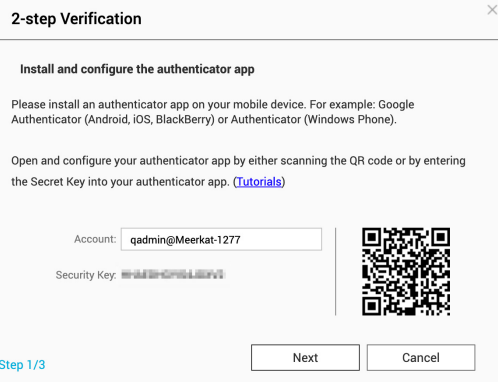 2-step Verification
Install and configure the authenticator app
Please install an authenticator app on your mobile device. For example: Google
Authenticator (Android, iOS, BlackBerry) or Authenticator (Windows Phone).
Open and configure your authenticator app by either scanning the QR code or by entering
the Secret Key into your authenticator app. (Tutorials)
Account: qadmin@Meerkat-1277
Security Key:
Step 1/3
Next
Cancel